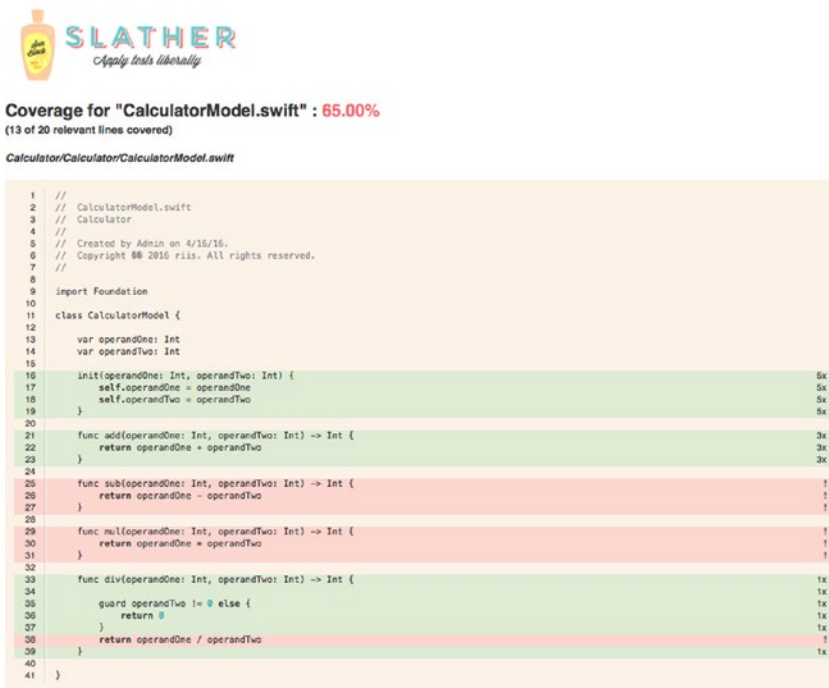 Sun
Block
SLATHER
Apply tests liberally
Coverage for "CalculatorModel.swift" : 65.00%
(13 of 20 relevant lines covered)
Calculator/Calculator/CalculatorModel.swift
1 //
2 // CalculatorModel.swift
3 // Calculator
4 //
5 // Created by Admin on 4/16/16.
6 // Copyright �� 2016 riis. All rights reserved.
7 //
8
9 import Foundation
10
11 class CalculatorModel {
12
13 var operandOne: Int
14 var operandTwo: Int
15
16 init(operandOne: Int, operandTwo: Int) { 5x
17 self.operandOne = operandOne 5x
18 self.operandTwo = operandTwo 5x
19 } 5x
20
21 func add(operandOne: Int, operandTwo: Int) -> Int { 3x
22 return operandOne + operandTwo 3x
23 } 3x
24
25 func sub(operandOne: Int, operandTwo: Int) -> Int { !
26 return operandOne - operandTwo !
27 } !
28
29 func mul(operandOne: Int, operandTwo: Int) -> Int { !
30 return operandOne * operandTwo !
31 } !
32
33 func div(operandOne: Int, operandTwo: Int) -> Int { 1x
34 1x
35 guard operandTwo != 0 else { 1x
36 return 0 1x
37 } 1x
38 return operandOne / operandTwo !
39 } 1x
40
41 }